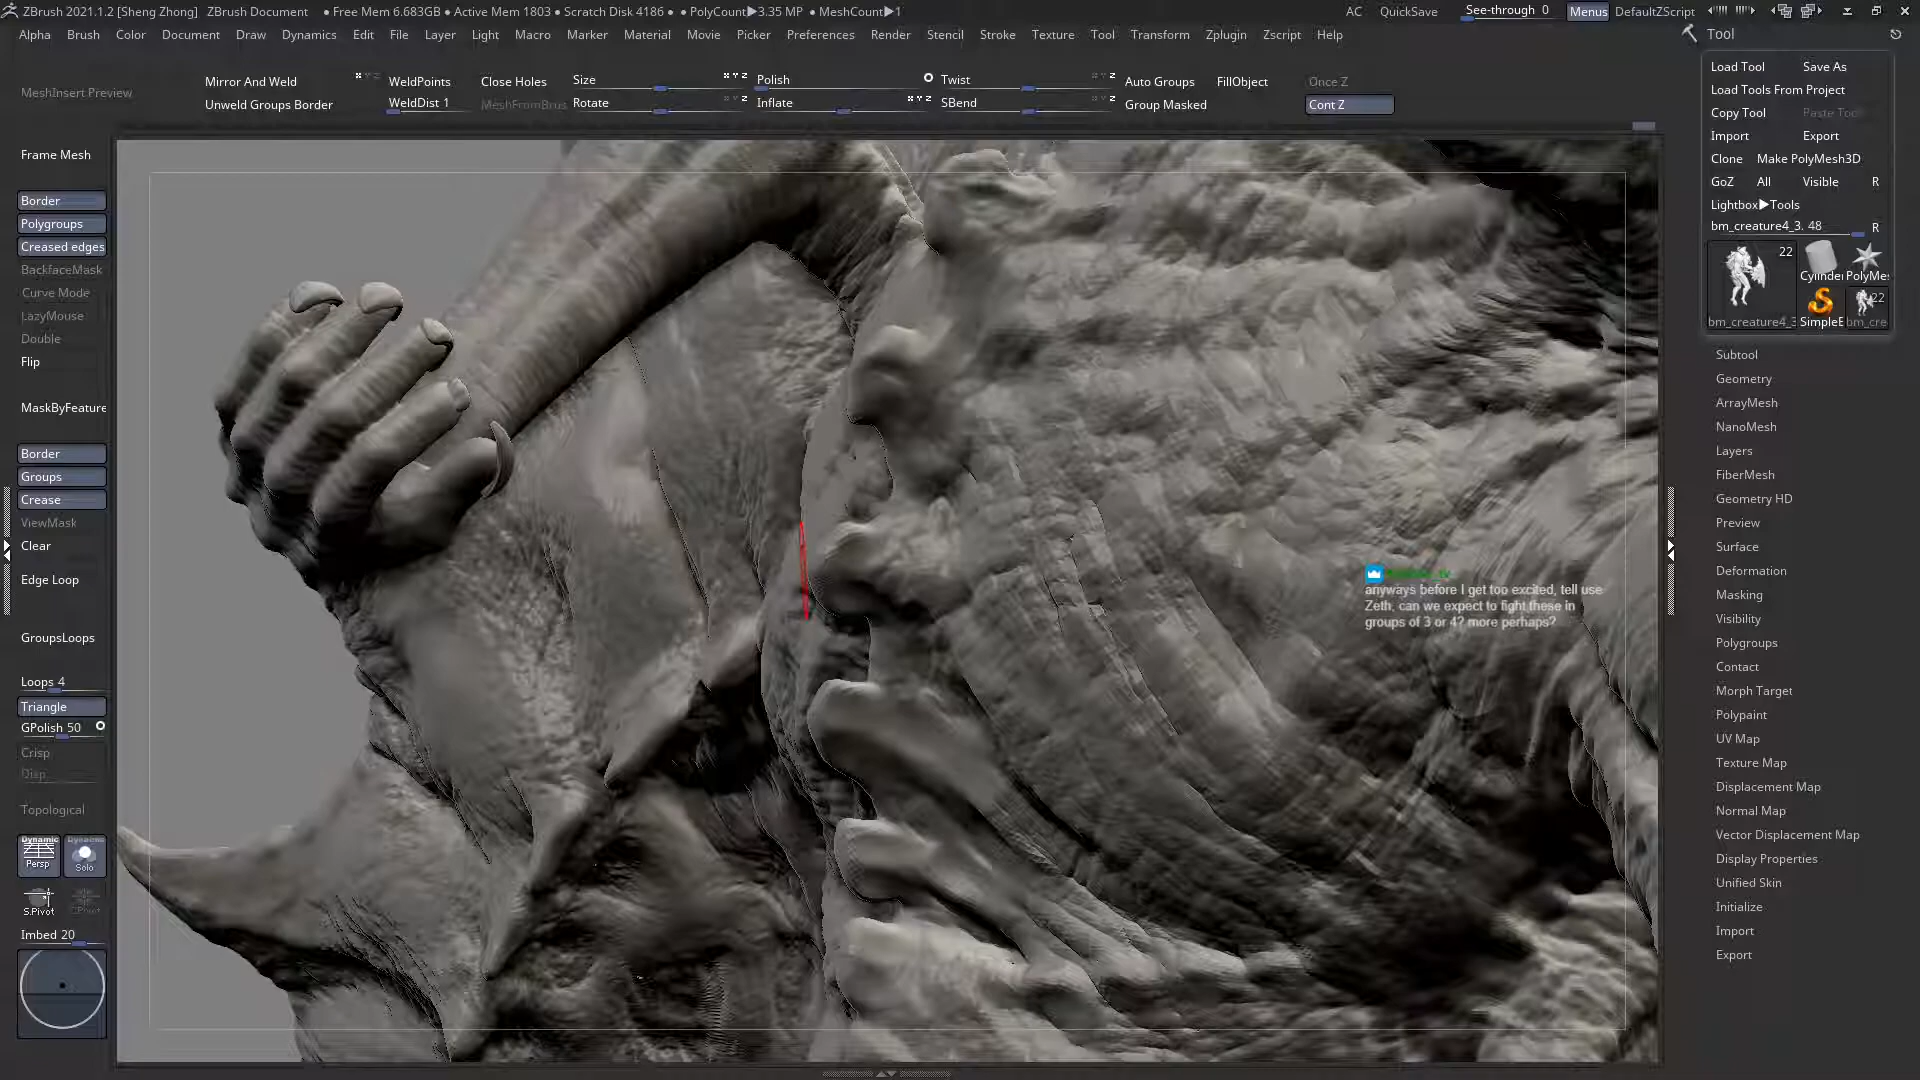 ZBrush 2021.1.2 [Sheng Zhong] ZBrush Document • Free Mem 6.683GB • Active Mem 1803 • Scratch Disk 4186 • • PolyCount▶3.35 MP • MeshCount▶1 AC QuickSave See-through 0 Menus DefaultZScript
Alpha Brush Color Document Draw Dynamics Edit File Layer Light Macro Marker Material Movie Picker Preferences Render Stencil Stroke Texture Tool Transform Zplugin Zscript Help
MeshInsert Preview
Mirror And Weld
Unweld Groups Border
WeldPoints
WeldDist 1
Close Holes
MeshFromBrus
Size
Rotate
Polish
Inflate
Twist
SBend
Auto Groups
Group Masked
FillObject
Once Z
Cont Z
Frame Mesh
Border
Polygroups
Creased edges
BackfaceMask
Curve Mode
LazyMouse
Double
Flip
MaskByFeature
Border
Groups
Crease
ViewMask
Clear
Edge Loop
GroupsLoops
Loops 4
Triangle
GPolish 50
Crisp
Disp
Topological
Dynamic
Persp
Dynamic
Solo
S.Pivot
Imbed 20
anyways before I get too excited, tell use
Zeth, can we expect to fight these in
groups of 3 or 4? more perhaps?
Tool
Load Tool Save As
Load Tools From Project
Copy Tool Paste Too
Import Export
Clone Make PolyMesh3D
GoZ All Visible R
Lightbox▶Tools
bm_creature4_3. 48 R
22
Cylinder PolyMes
22
bm_creature4_3 SimpleE bm_cre
Subtool
Geometry
ArrayMesh
NanoMesh
Layers
FiberMesh
Geometry HD
Preview
Surface
Deformation
Masking
Visibility
Polygroups
Contact
Morph Target
Polypaint
UV Map
Texture Map
Displacement Map
Normal Map
Vector Displacement Map
Display Properties
Unified Skin
Initialize
Import
Export